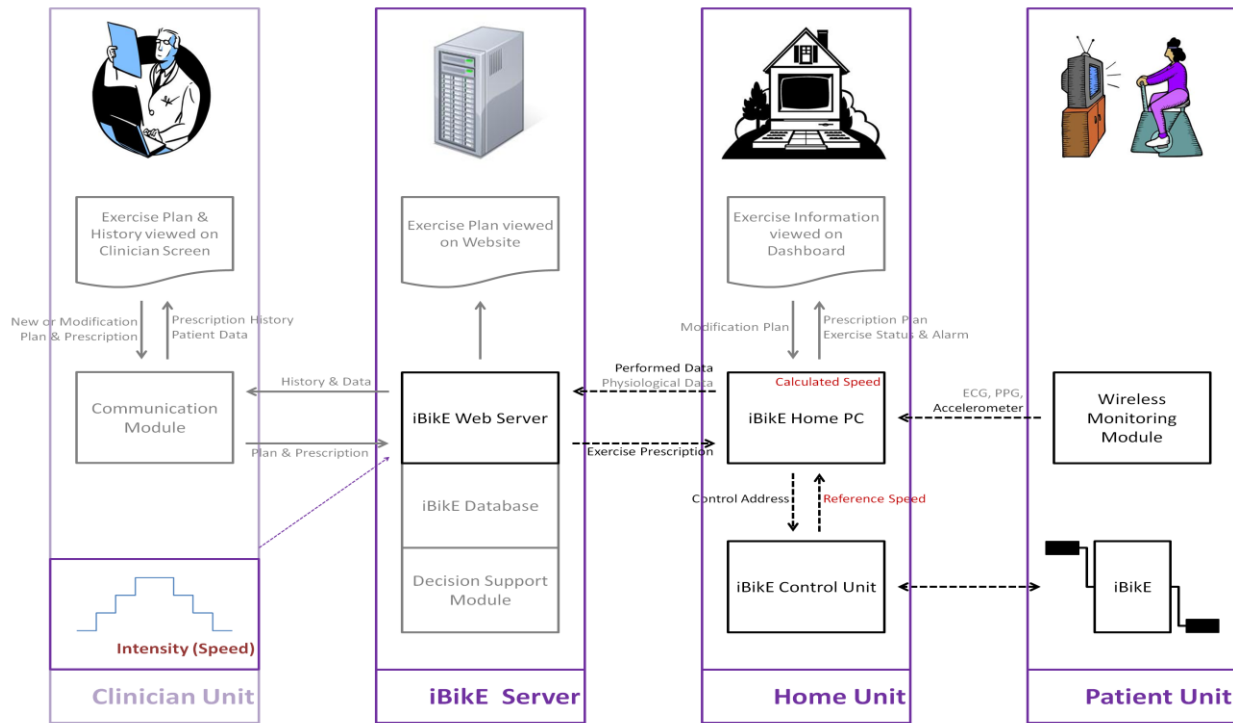 Exercise Plan &
History viewed on
Clinician Screen
New or Modification
Plan & Prescription
Prescription History
Patient Data
Communication
Module
History & Data
Plan & Prescription
Intensity (Speed)
Clinician Unit
Exercise Plan viewed
on Website
iBikE Web Server
iBikE Database
Decision Support
Module
iBikE Server
Performed Data
Physiological Data
Exercise Prescription
Exercise Information
viewed on
Dashboard
Modification Plan
Prescription Plan
Exercise Status & Alarm
Calculated Speed
iBikE Home PC
Control Address
Reference Speed
iBikE Control Unit
Home Unit
ECG, PPG,
Accelerometer
Wireless
Monitoring
Module
iBikE
Patient Unit